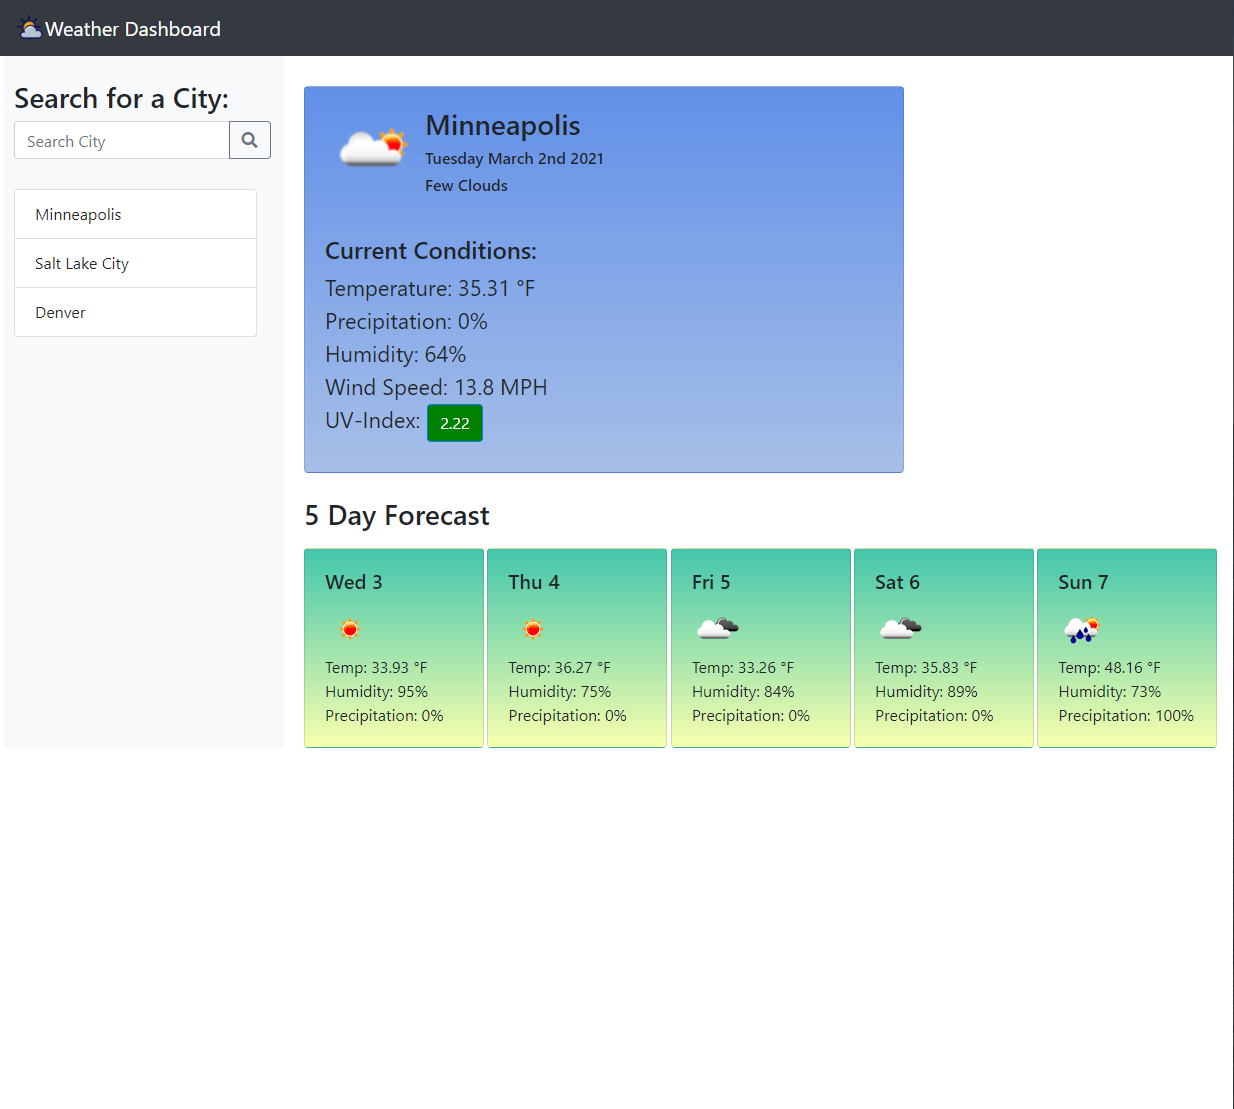 Weather Dashboard
Search for a City:
Search City
Minneapolis
Salt Lake City
Denver
Minneapolis
Tuesday March 2nd 2021
Few Clouds
Current Conditions:
Temperature: 35.31 °F
Precipitation: 0%
Humidity: 64%
Wind Speed: 13.8 MPH
UV-Index: 2.22
5 Day Forecast
Wed 3
Temp: 33.93 °F
Humidity: 95%
Precipitation: 0%
Thu 4
Temp: 36.27 °F
Humidity: 75%
Precipitation: 0%
Fri 5
Temp: 33.26 °F
Humidity: 84%
Precipitation: 0%
Sat 6
Temp: 35.83 °F
Humidity: 89%
Precipitation: 0%
Sun 7
Temp: 48.16 °F
Humidity: 73%
Precipitation: 100%